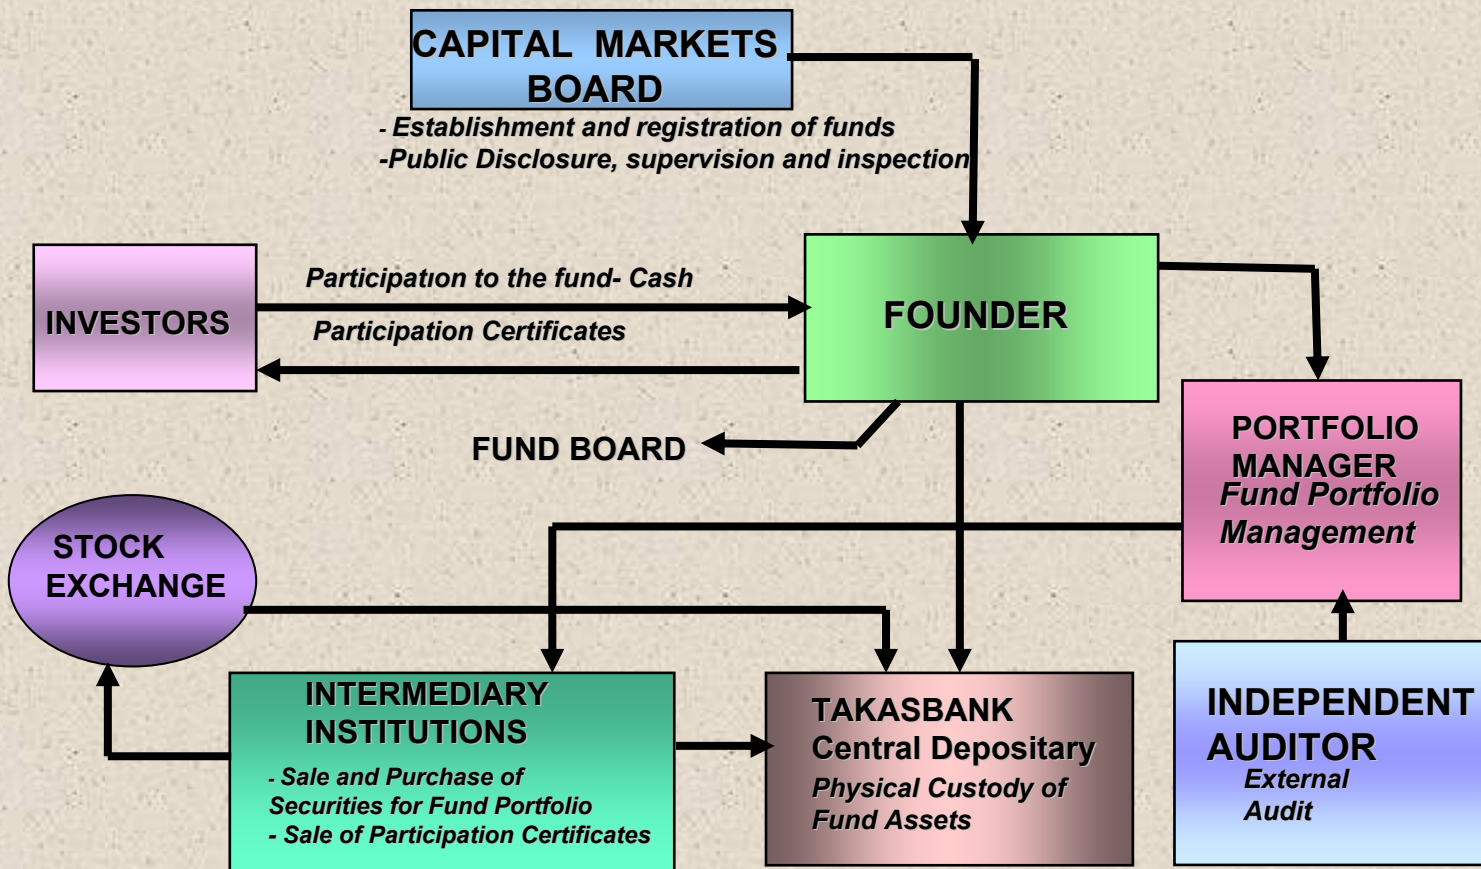 CAPITAL  MARKETS
BOARD
- Establishment and registration of funds
-Public Disclosure, supervision and inspection
INVESTORS
Participatıon to the fund- Cash
Participation Certificates
FOUNDER
FUND BOARD
PORTFOLIO
MANAGER
Fund Portfolio
Management
STOCK
EXCHANGE
INTERMEDIARY
INSTITUTIONS
- Sale and Purchase of
Securities for Fund Portfolio
- Sale of Participation Certificates
TAKASBANK
Central Depositary
Physical Custody of
Fund Assets
INDEPENDENT
AUDITOR
External
Audit